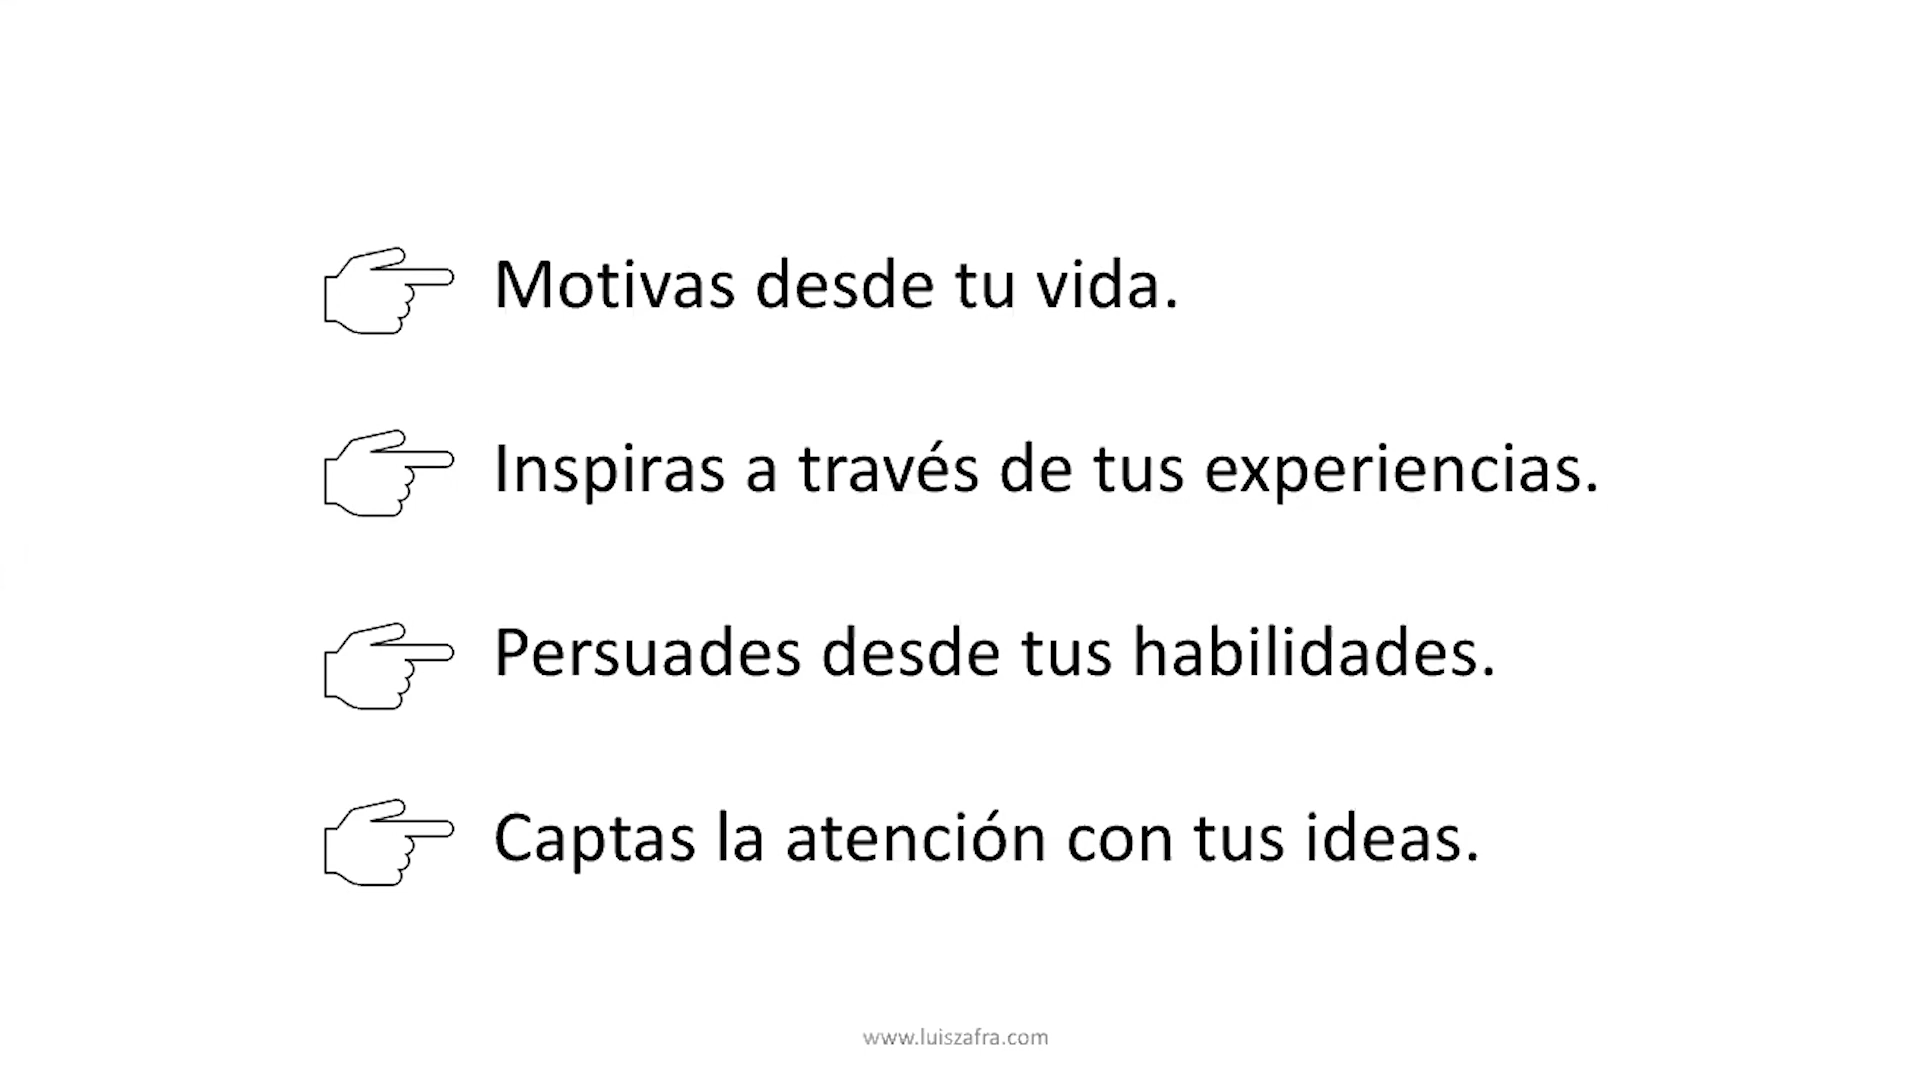 Motivas desde tu vida.
Inspiras a través de tus experiencias.
Persuades desde tus habilidades.
Captas la atención con tus ideas.
www.luiszafra.com